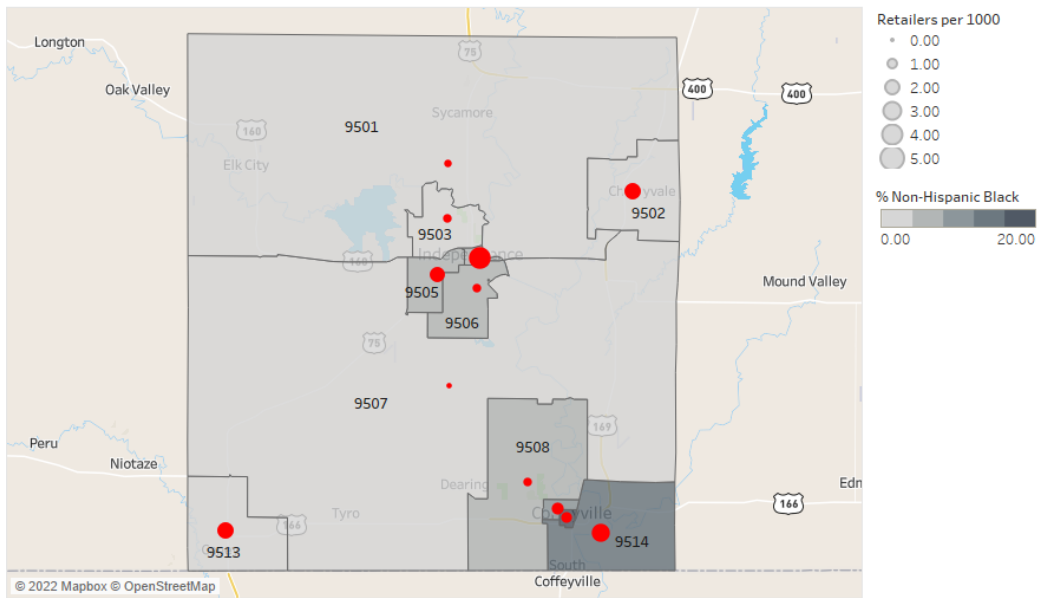 Longton
75
400
400
Oak Valley
Sycamore
9501
160
Elk City
Cherryvale
9502
9503
Independence
160
9505
Mound Valley
9506
75
9507
169
Peru
9508
Niotaze
Dearing
Edn
166
Coffeyville
Tyro
166
9514
9513
South
Coffeyville
© 2022 Mapbox © OpenStreetMap
Retailers per 1000
0.00
1.00
2.00
3.00
4.00
5.00
% Non-Hispanic Black
0.00 20.00